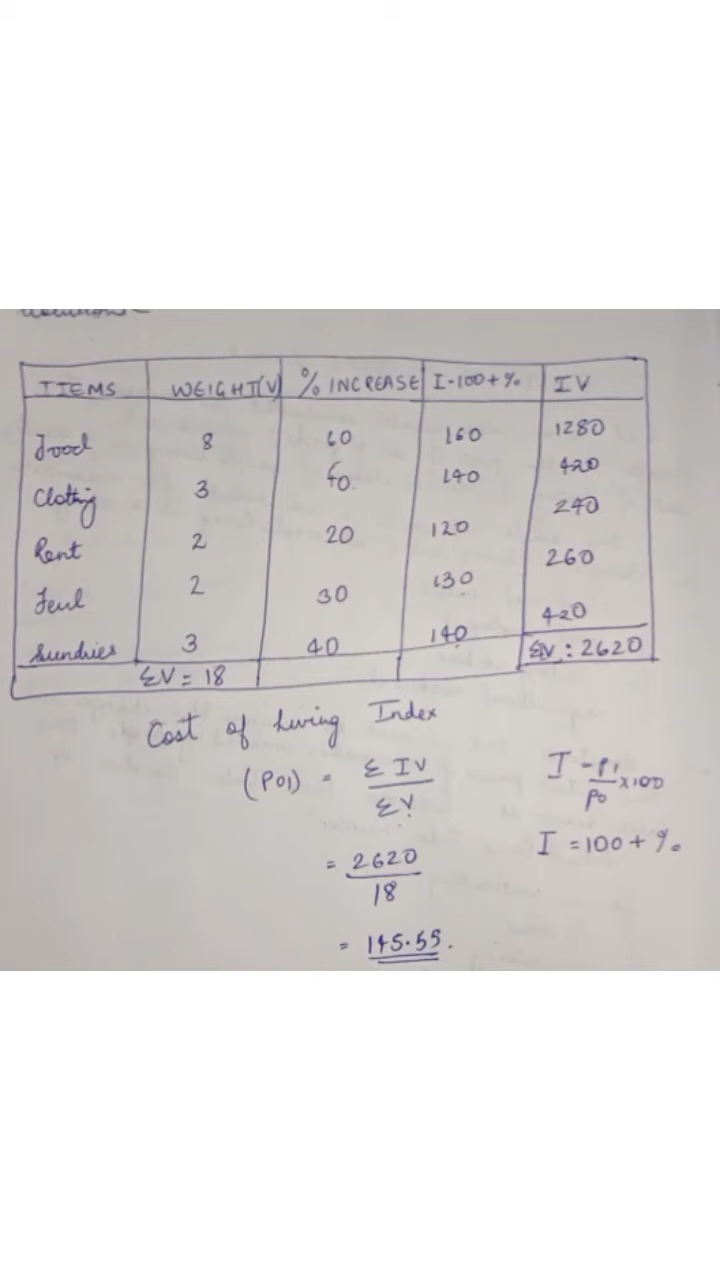 ITEMS WEIGHT(V) % INCREASE I-100+% IV
Food 8 60 160 1280
Clothing 3 40 140 420
Rent 2 20 120 240
Feul 2 30 130 260
Sundries 3 40 140 420
ΣV = 18 ΣIV : 2620
Cost of Living Index
(P01) = ΣIV / ΣV
I - P1/P0 x100
I = 100 + %
= 2620 / 18
= 145.55.